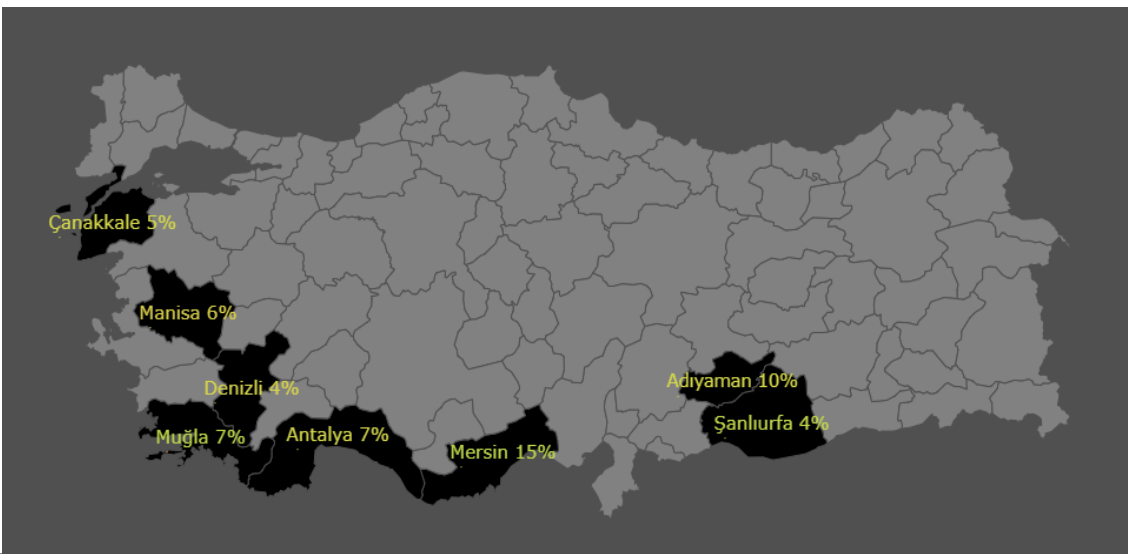 Çanakkale 5%
Manisa 6%
Adıyaman 10%
Denizli 4%
Şanlıurfa 4%
Muğla 7%
Antalya 7%
Mersin 15%